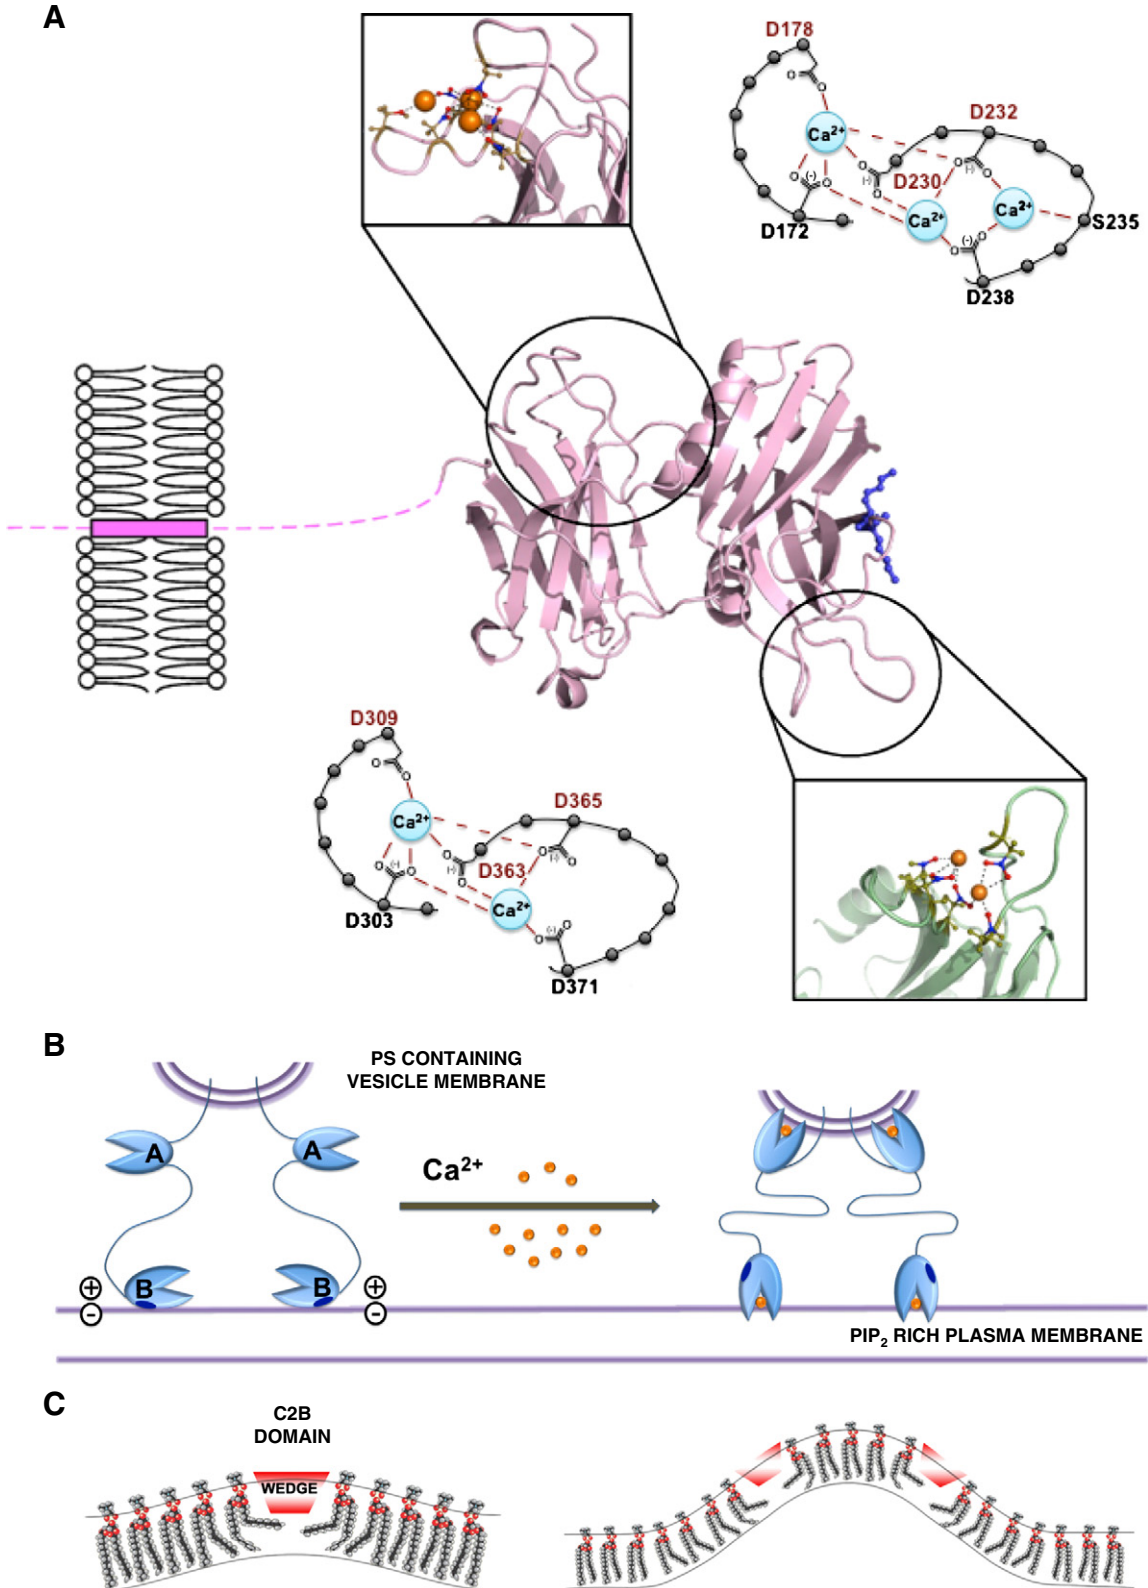 A
D178
Ca²⁺
D232
D230
D172
Ca²⁺
Ca²⁺
S235
D238
D309
Ca²⁺
D365
D363
D303
Ca²⁺
D371
B
PS CONTAINING
VESICLE MEMBRANE
A
A
Ca²⁺
B
B
+
-
+
-
PIP₂ RICH PLASMA MEMBRANE
C
C2B
DOMAIN
WEDGE